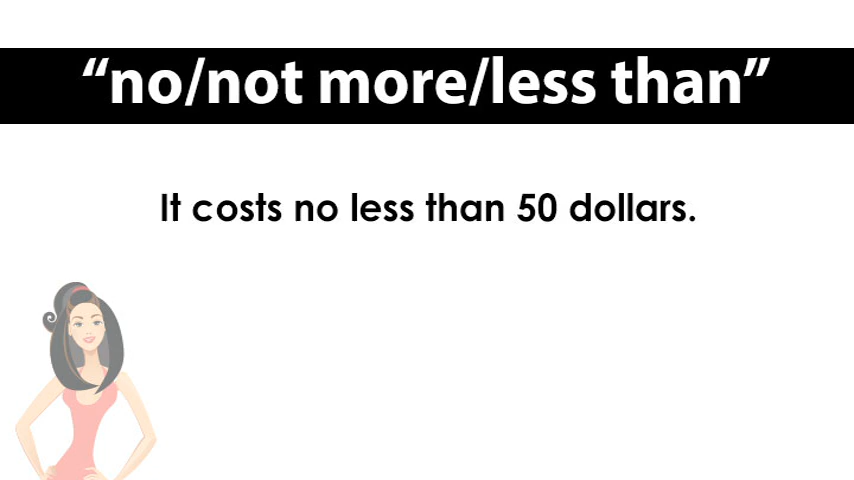 “no/not more/less than”
It costs no less than 50 dollars.